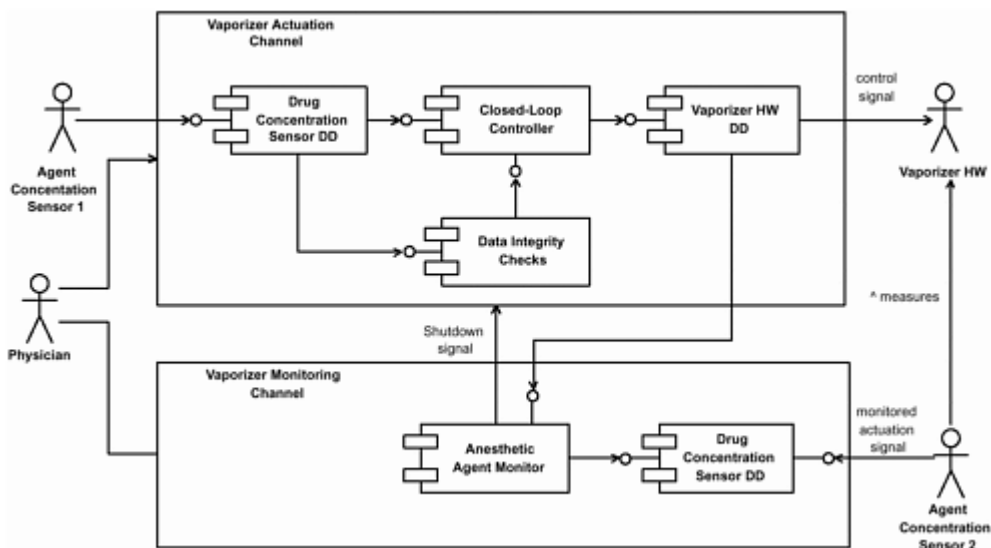 Vaporizer Actuation
Channel
Drug
Concentration
Sensor DD
Closed-Loop
Controller
Vaporizer HW
DD
control
signal
Agent
Concentation
Sensor 1
Vaporizer HW
Data Integrity
Checks
^ measures
Physician
Shutdown
signal
Vaporizer Monitoring
Channel
Anesthetic
Agent Monitor
Drug
Concentration
Sensor DD
monitored
actuation
signal
Agent
Concentration
Sensor 2